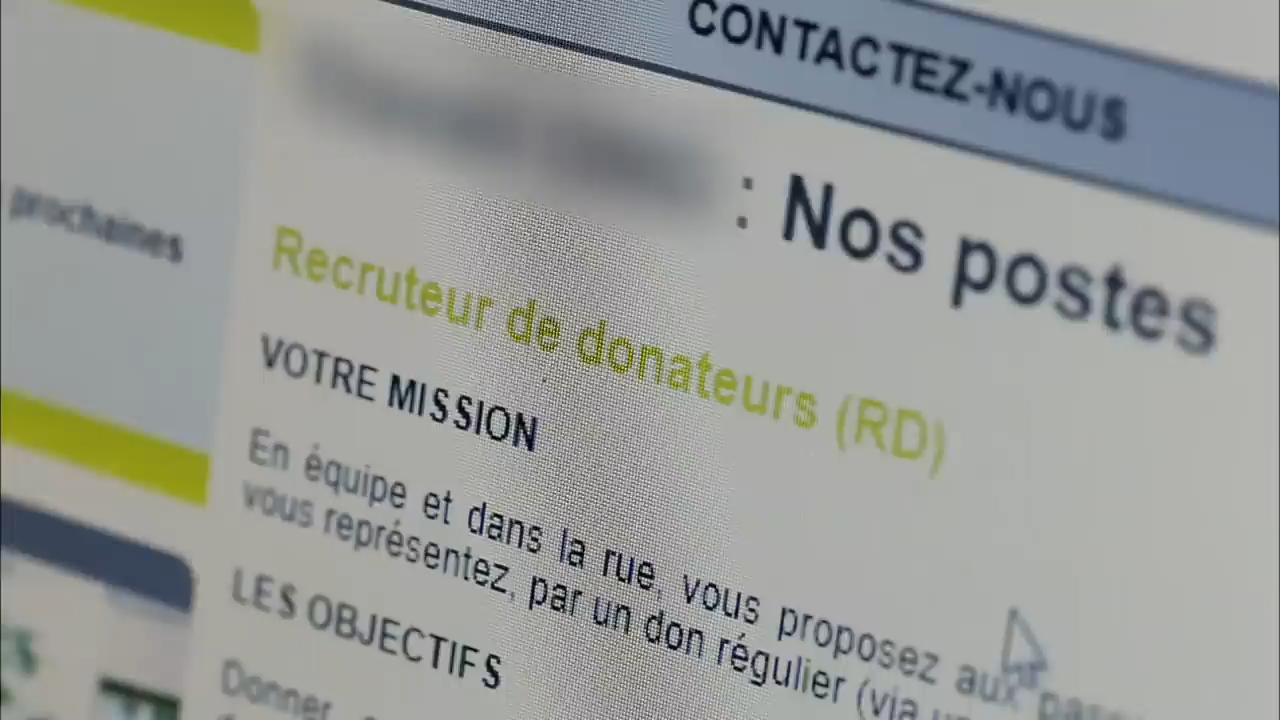 CONTACTEZ-NOUS
: Nos postes
prochaines
Recruteur de donateurs (RD)
VOTRE MISSION
En équipe et dans la rue, vous proposez aux
vous représentez, par un don régulier (via
LES OBJECTIFS
Donner